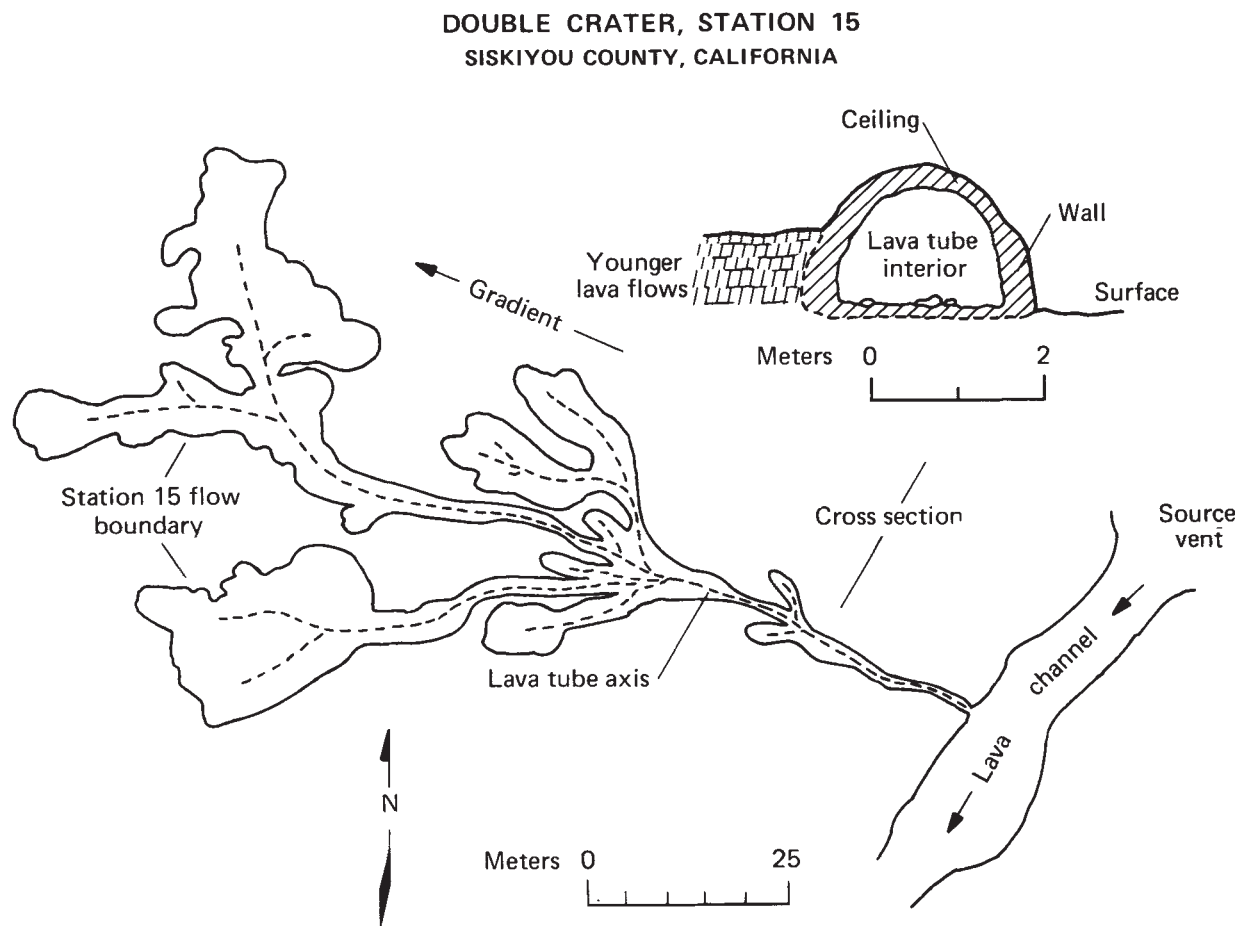 DOUBLE CRATER, STATION 15
SISKIYOU COUNTY, CALIFORNIA
Ceiling
Wall
Lava tube
interior
Younger
lava flows
Surface
Gradient
Meters 0 2
Station 15 flow
boundary
Cross section
Source
vent
Lava channel
Lava tube axis
N
Meters 0 25